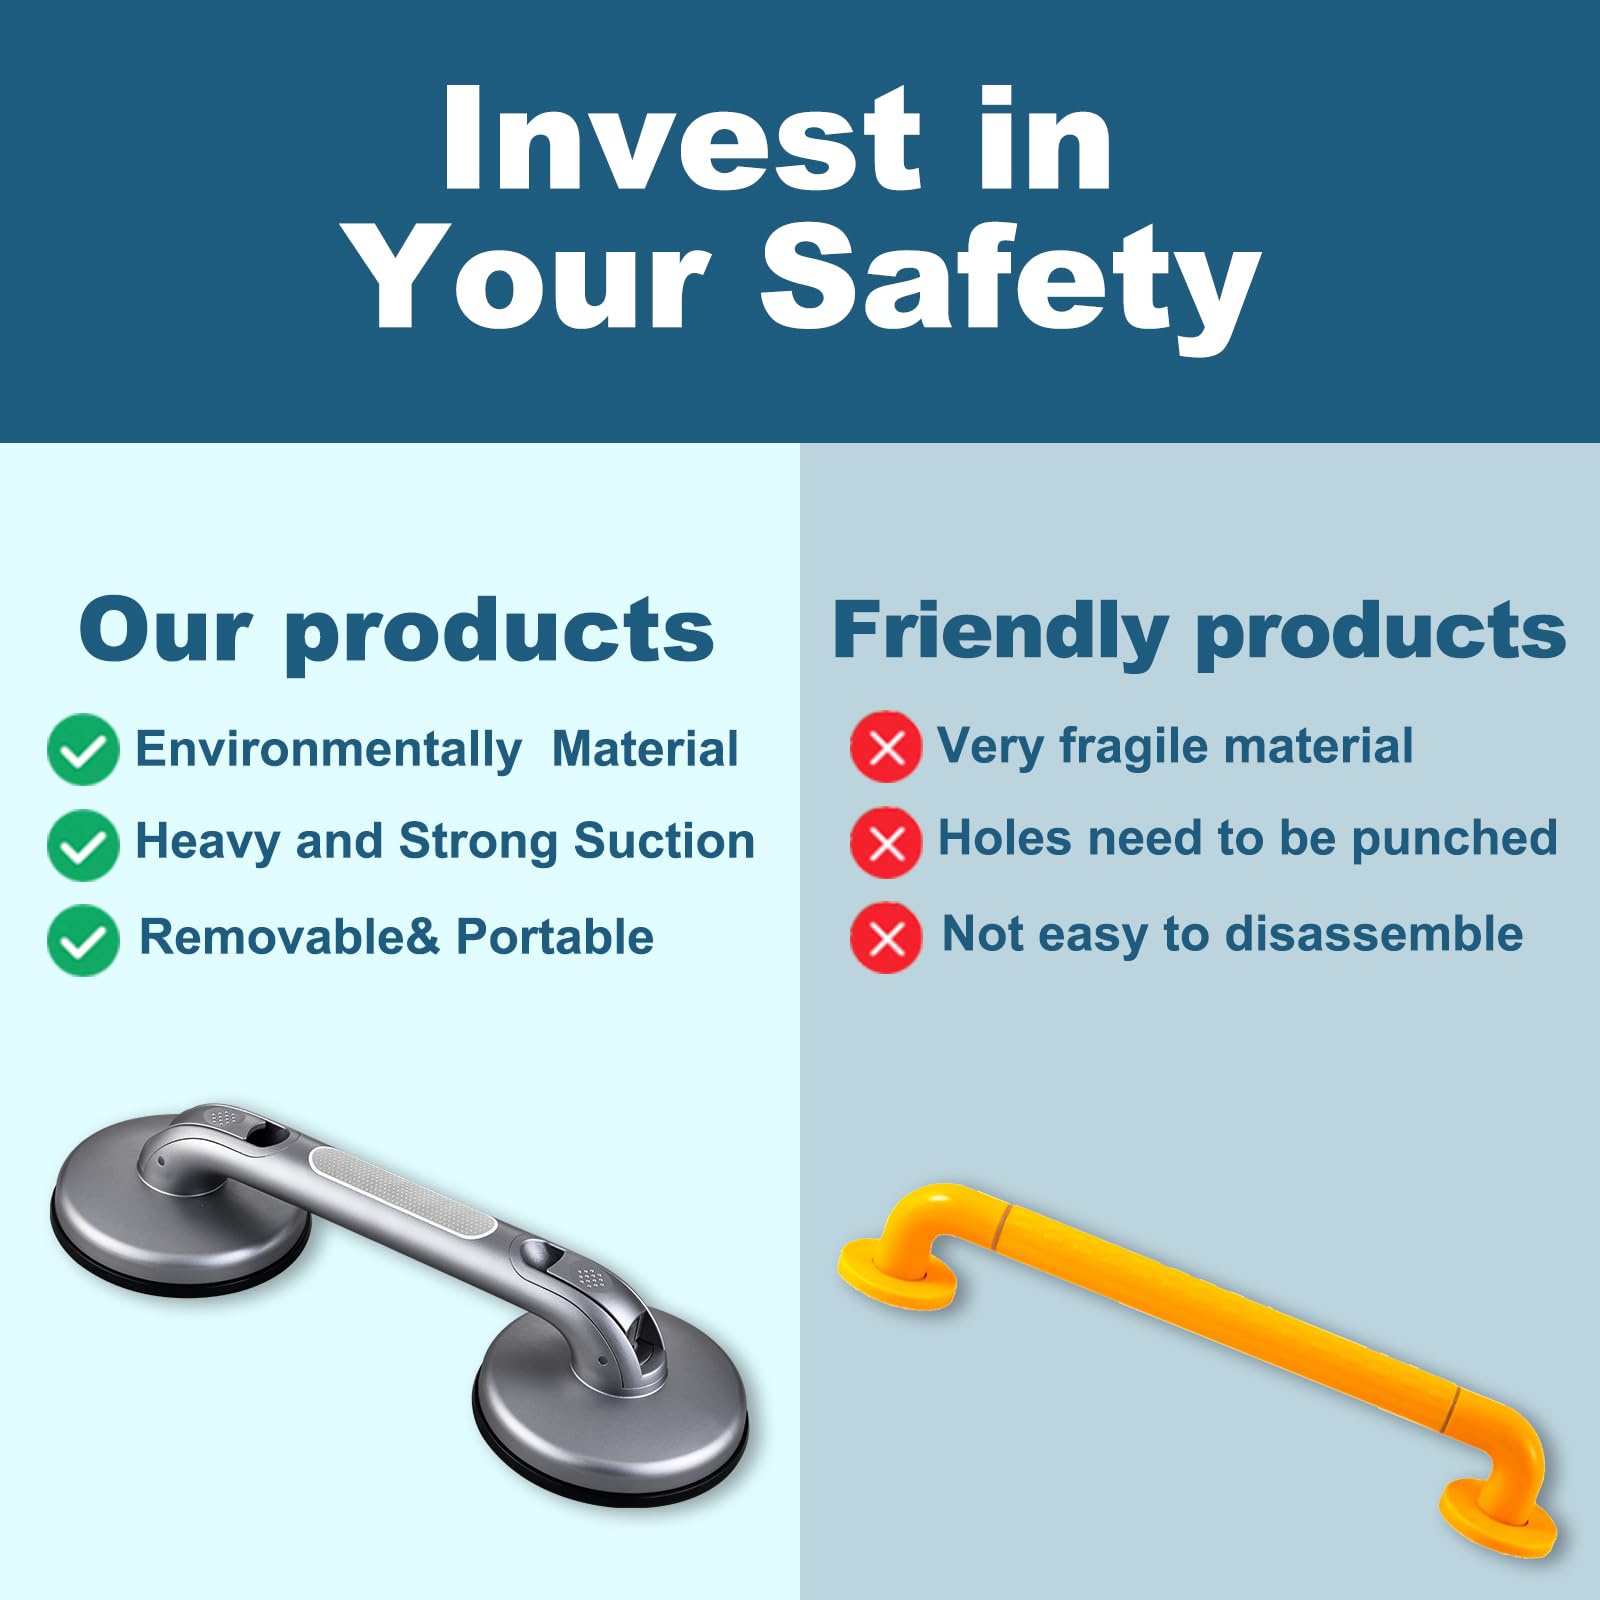 Invest in
Your Safety
Our products
Environmentally  Material
Heavy and Strong Suction
Removable& Portable
Friendly products
Very fragile material
Holes need to be punched
Not easy to disassemble